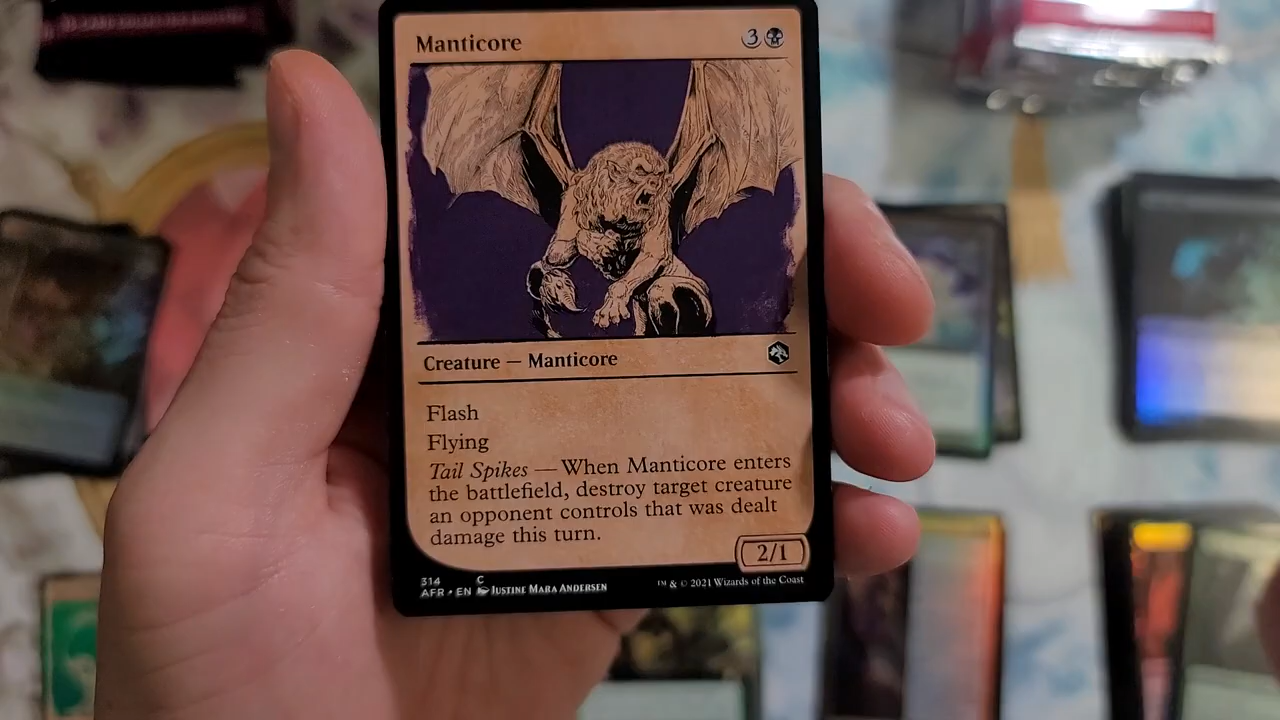 Manticore 3
Creature — Manticore
Flash
Flying
Tail Spikes — When Manticore enters
the battlefield, destroy target creature
an opponent controls that was dealt
damage this turn.
2/1
314 C
AFR • EN JUSTINE MARA ANDERSEN ™ & © 2021 Wizards of the Coast